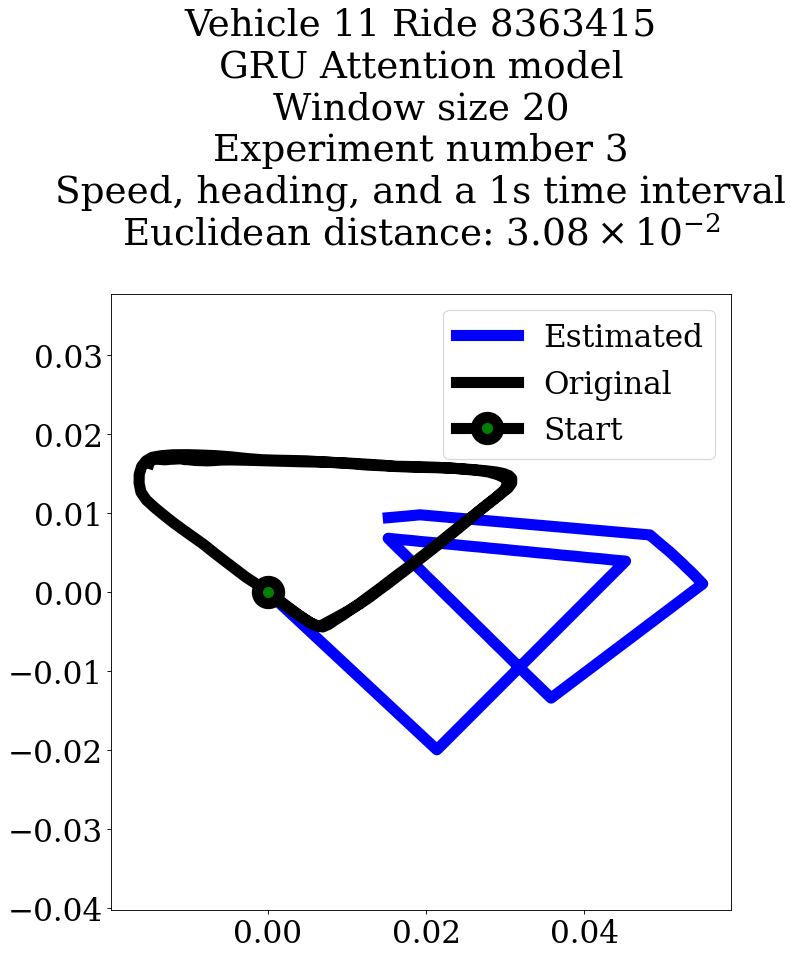 Vehicle 11 Ride 8363415
GRU Attention model
Window size 20
Experiment number 3
Speed, heading, and a 1s time interval
Euclidean distance: 3.08 × 10⁻²
Estimated
Original
Start
0.03
0.02
0.01
0.00
−0.01
−0.02
−0.03
−0.04
0.00 0.02 0.04